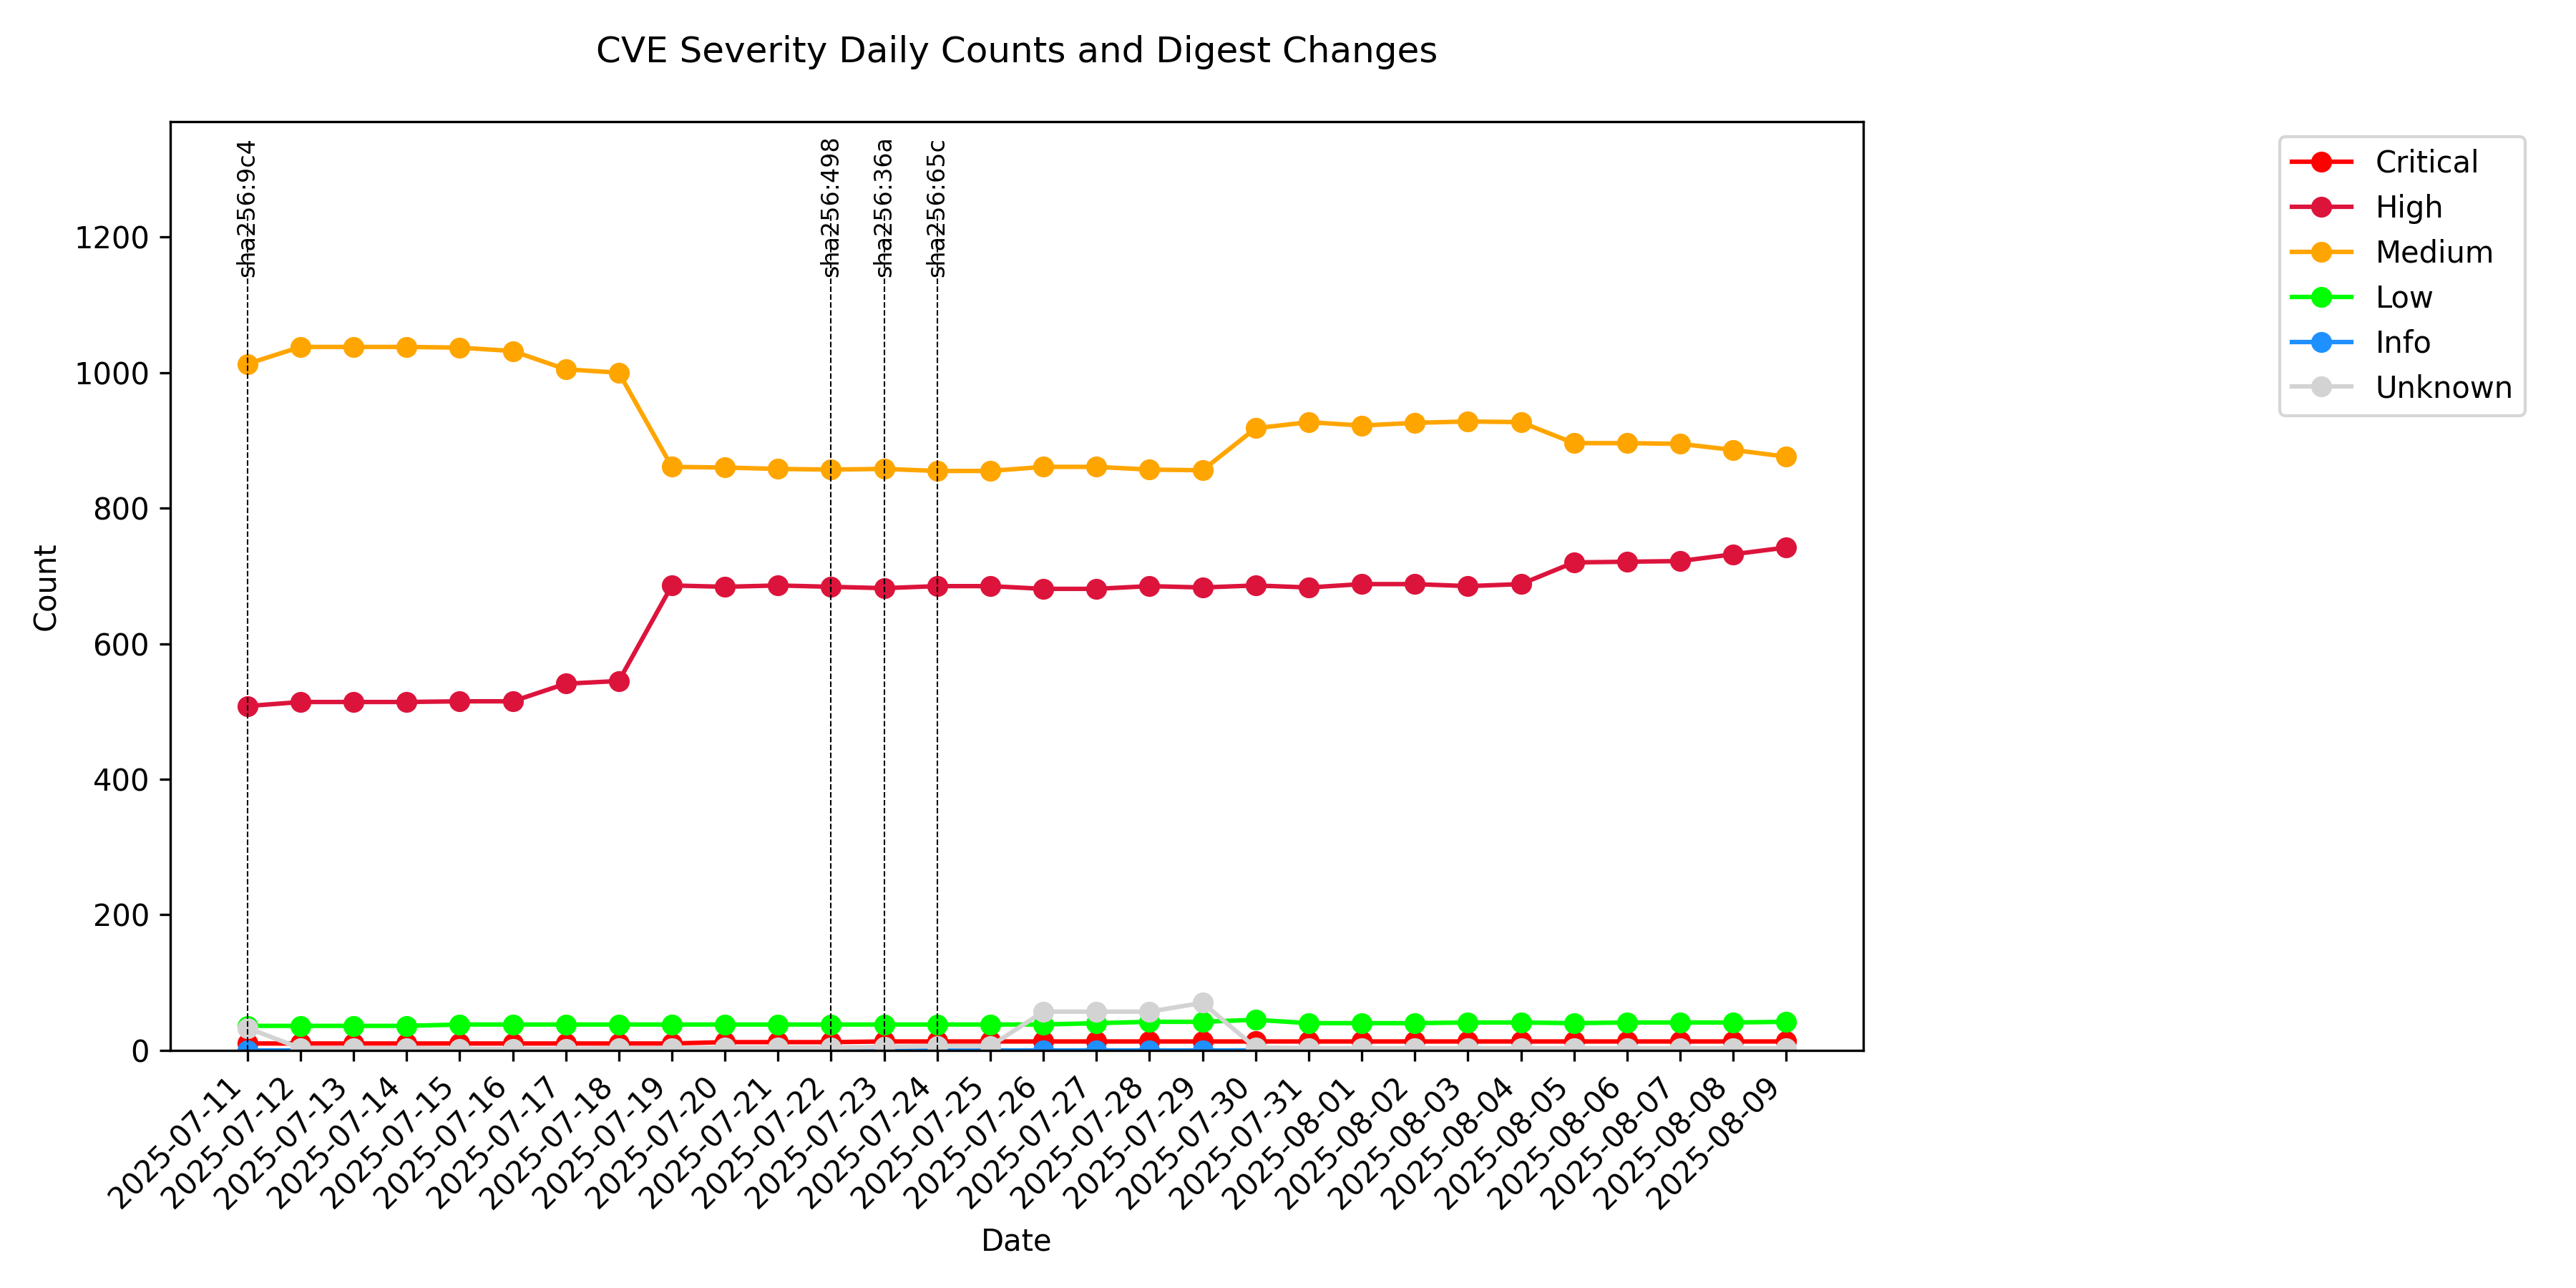 CVE Severity Daily Counts and Digest Changes
sha256:9c4
sha256:498
sha256:36a
sha256:65c
Critical
High
Medium
Low
Info
Unknown
Count
1200
1000
800
600
400
200
0
2025-07-11
2025-07-12
2025-07-13
2025-07-14
2025-07-15
2025-07-16
2025-07-17
2025-07-18
2025-07-19
2025-07-20
2025-07-21
2025-07-22
2025-07-23
2025-07-24
2025-07-25
2025-07-26
2025-07-27
2025-07-28
2025-07-29
2025-07-30
2025-07-31
2025-08-01
2025-08-02
2025-08-03
2025-08-04
2025-08-05
2025-08-06
2025-08-07
2025-08-08
2025-08-09
Date